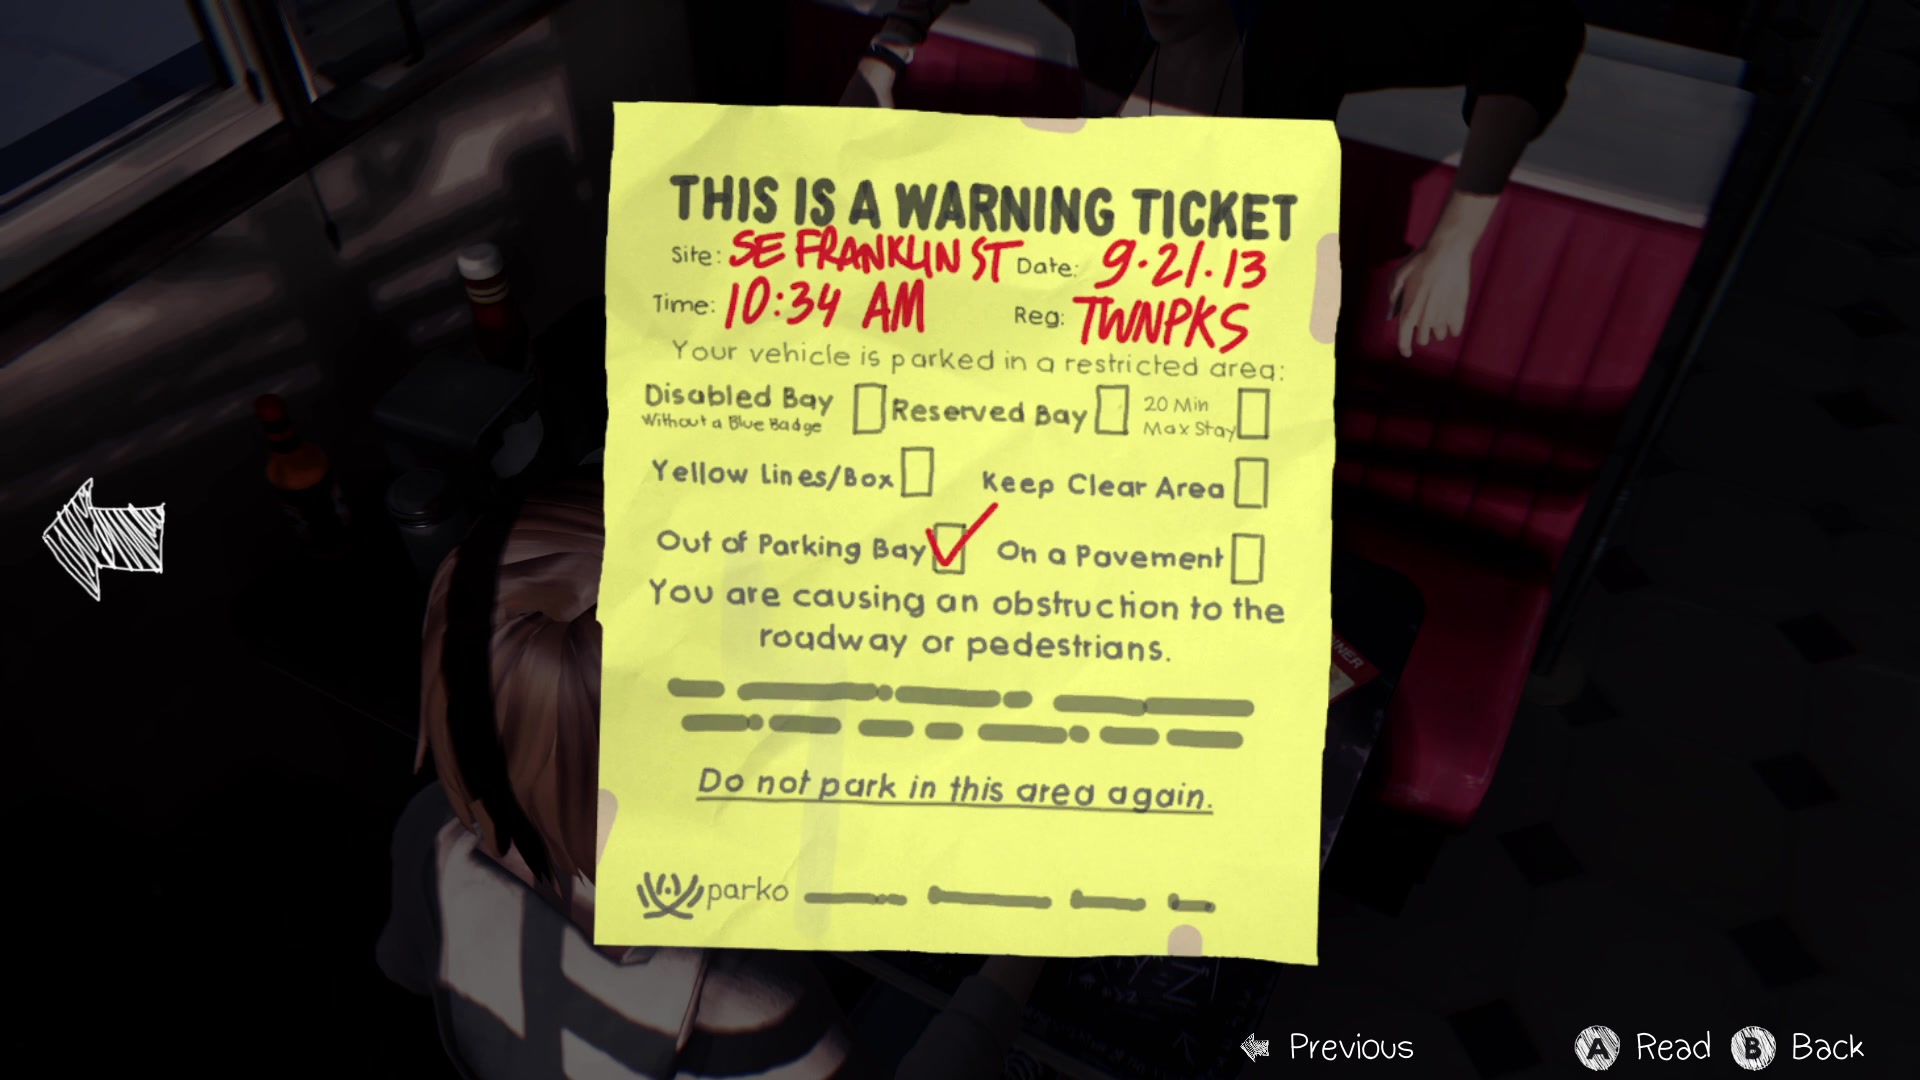 THIS IS A WARNING TICKET
Site: SE FRANKLIN ST Date: 9.21.13
Time: 10:34 AM Reg: TWNPKS
Your vehicle is parked in a restricted area:
Disabled Bay Reserved Bay 20 Min
Without a Blue Badge Max Stay
Yellow Lines/Box Keep Clear Area
Out of Parking Bay On a Pavement
You are causing an obstruction to the
roadway or pedestrians.
Do not park in this area again.
parko
Previous A Read B Back